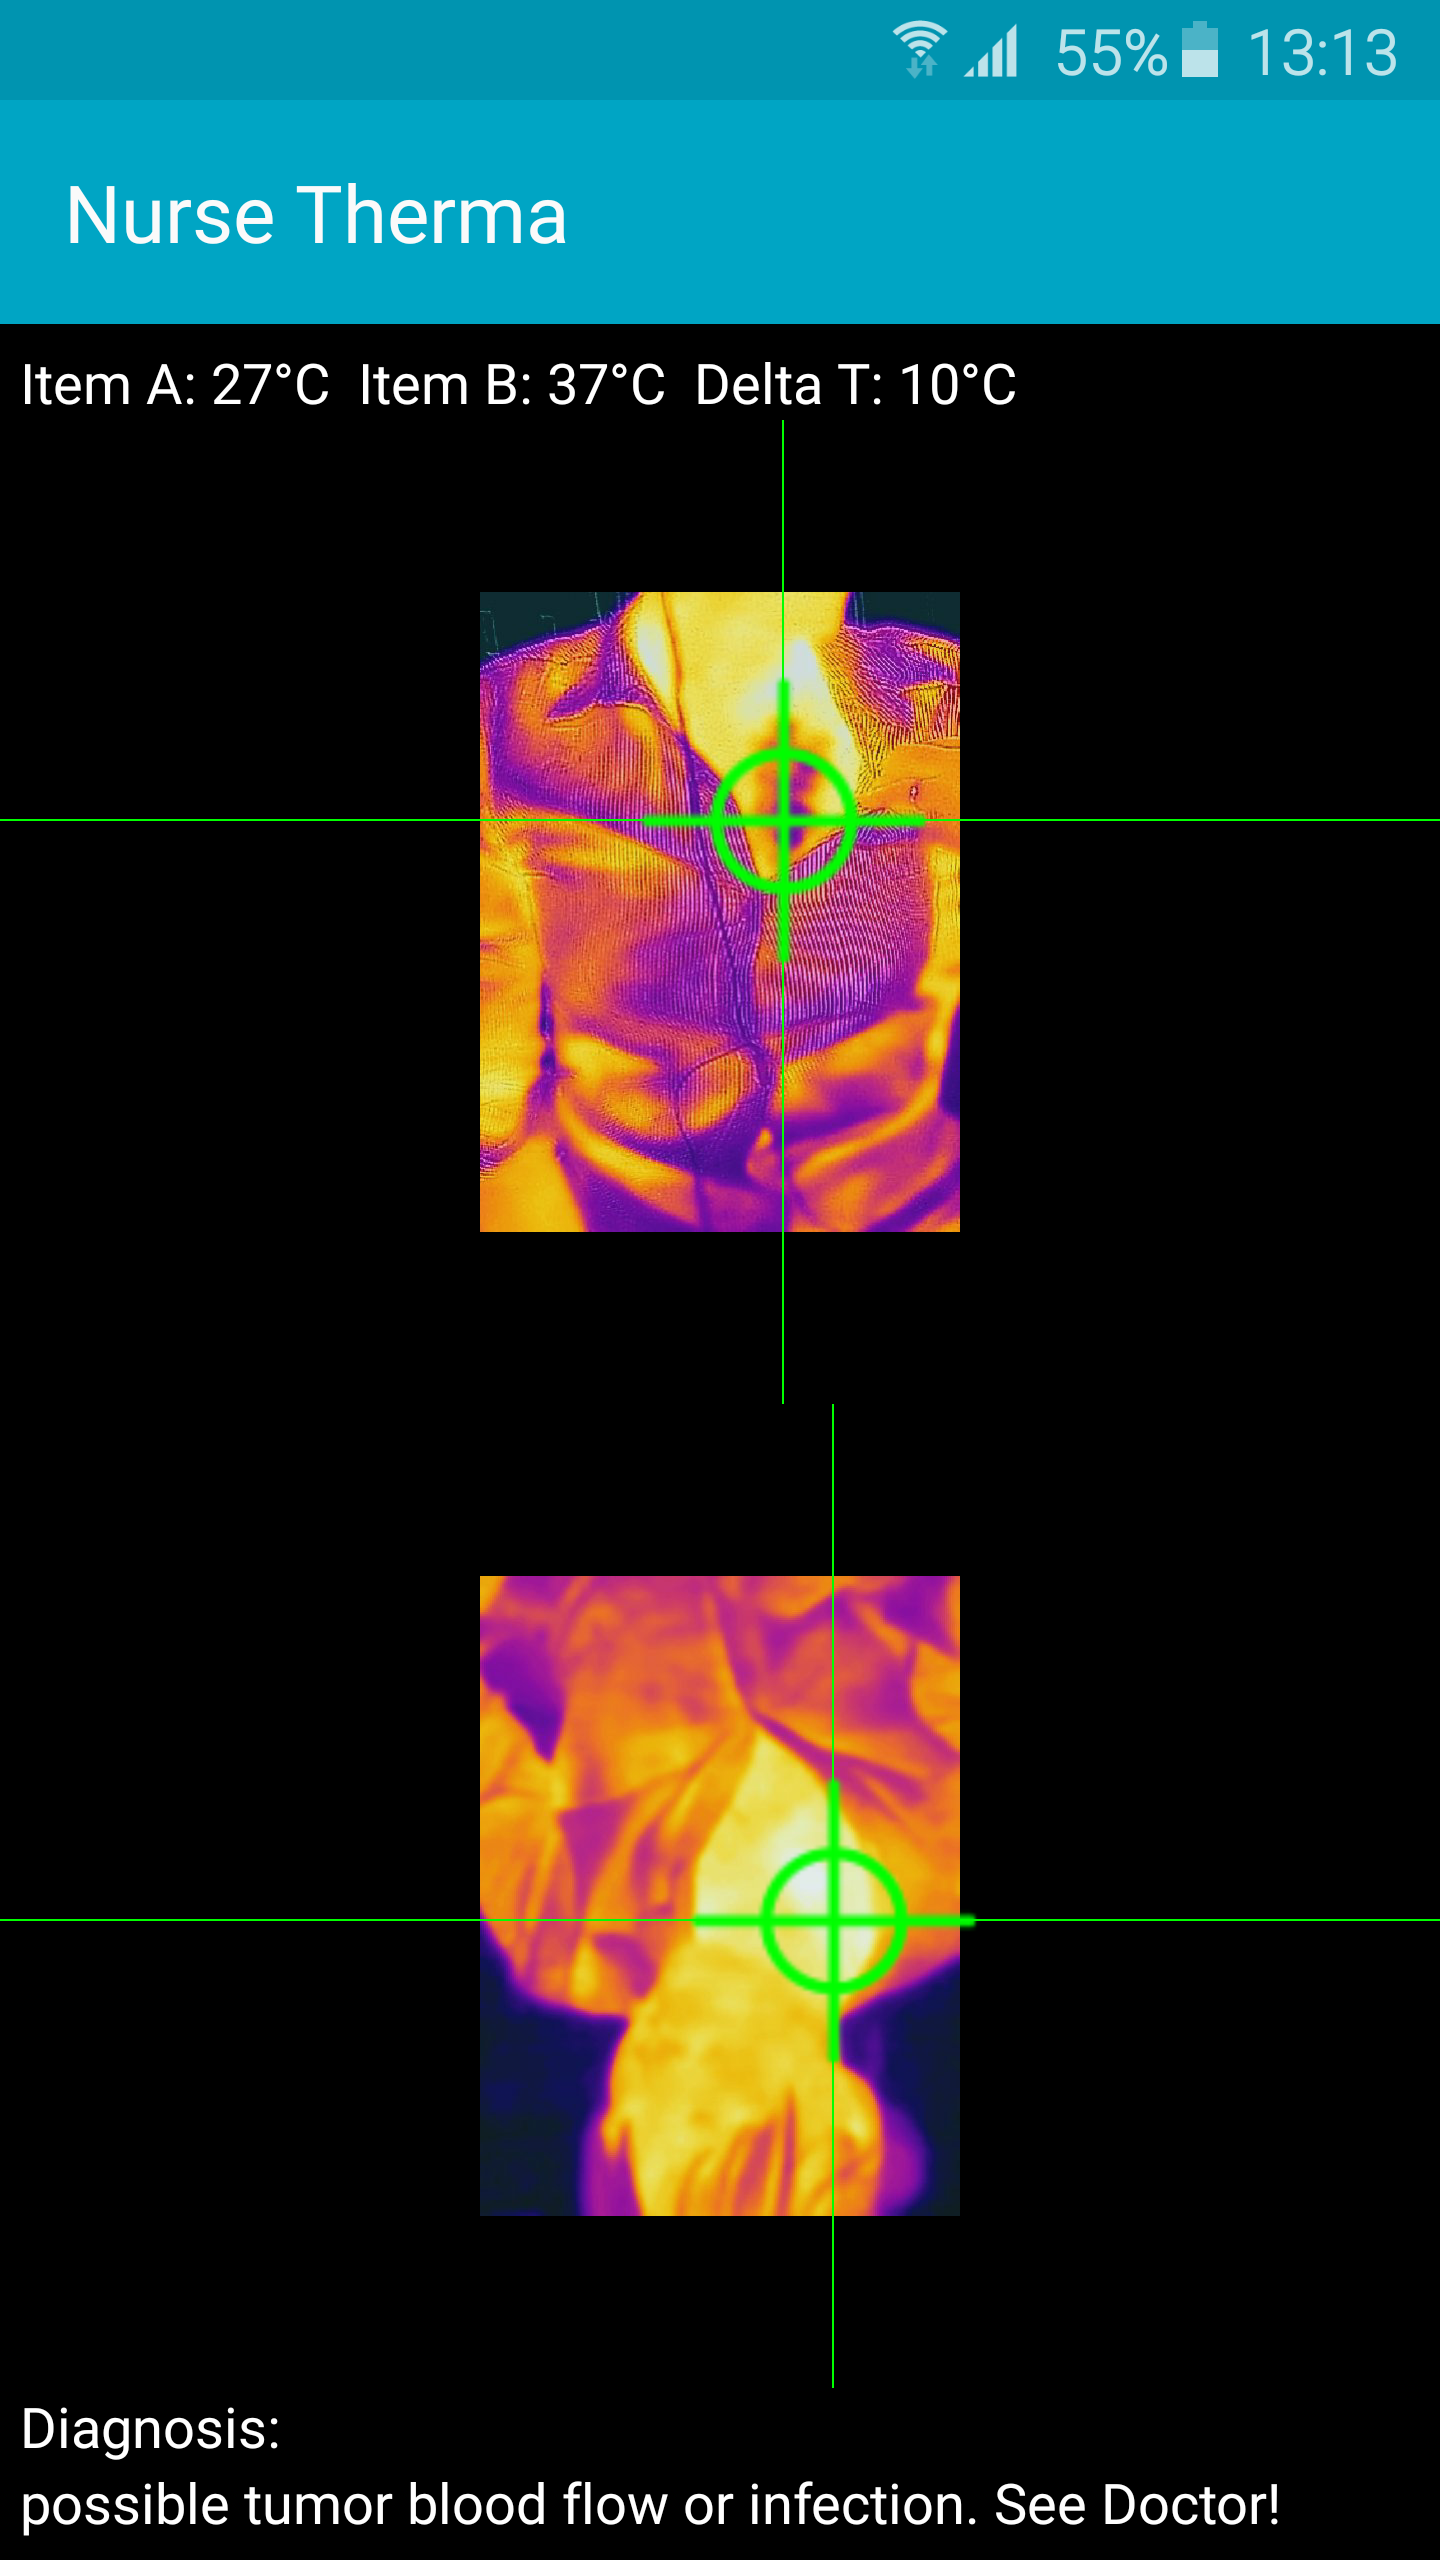 55% 13:13
Nurse Therma
Item A: 27°C Item B: 37°C Delta T: 10°C
Diagnosis:
possible tumor blood flow or infection. See Doctor!